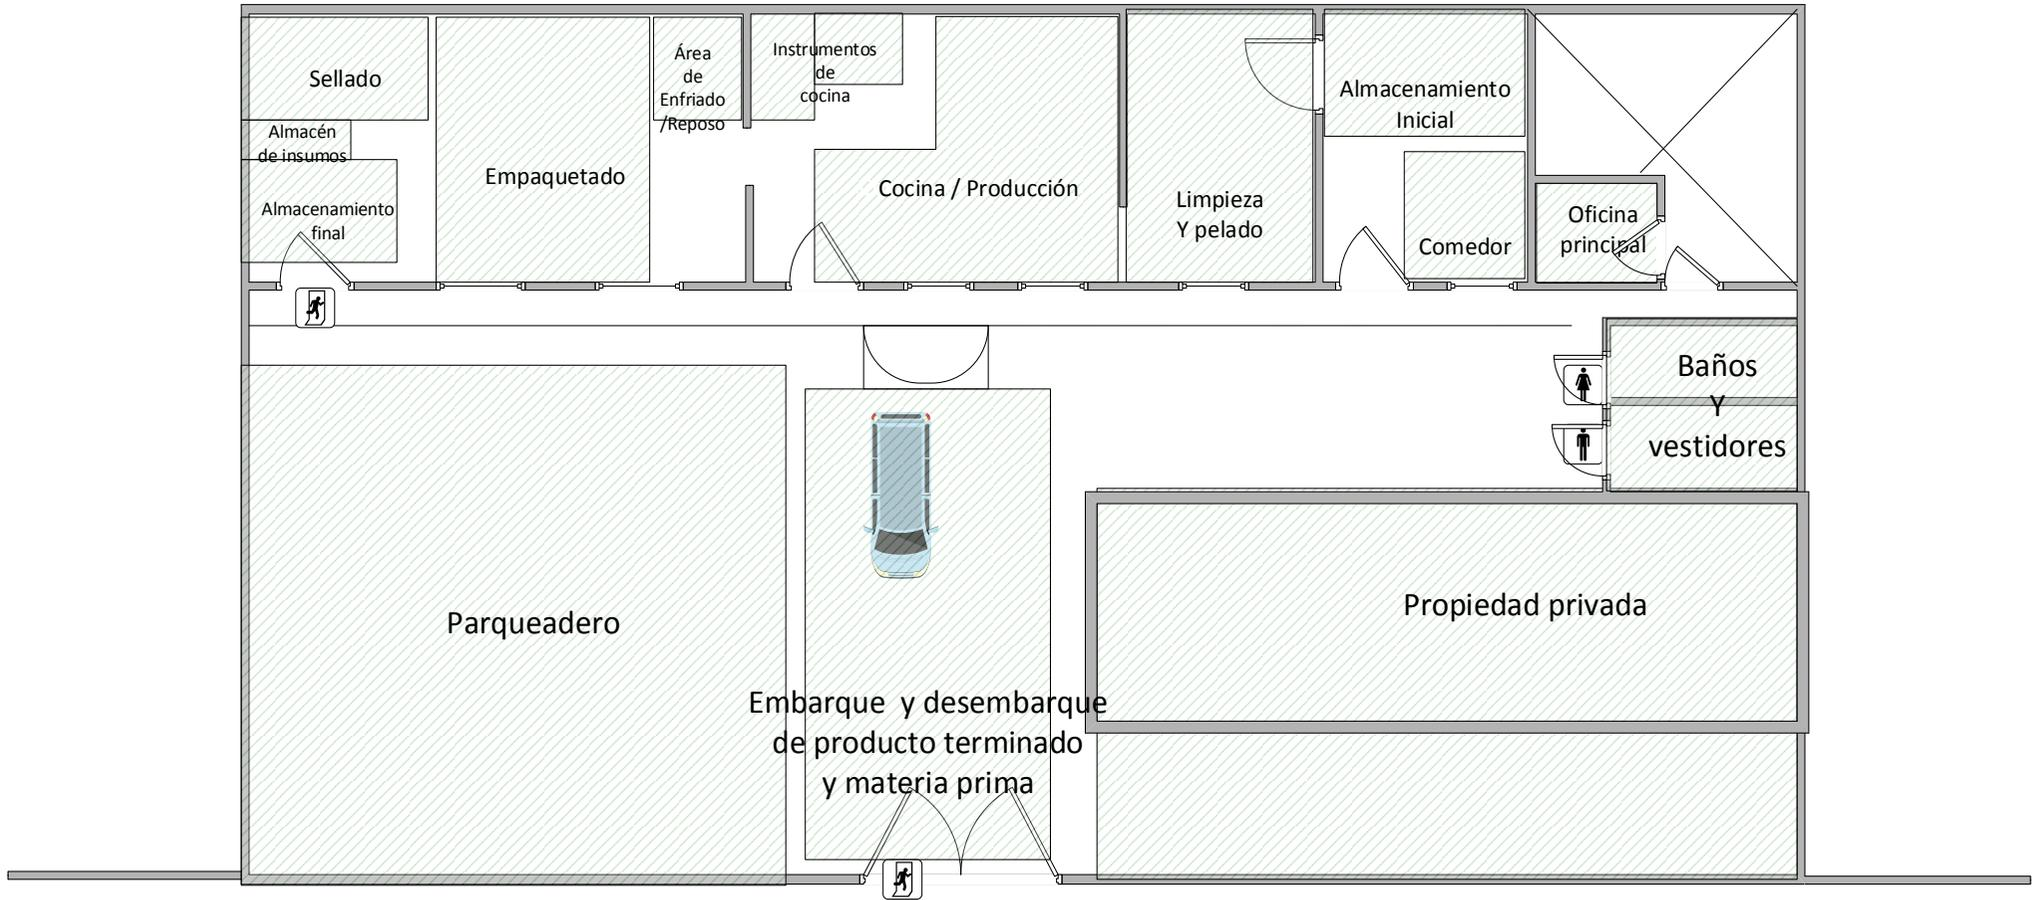 Sellado
Almacén
de insumos
Almacenamiento
final
Empaquetado
Área
de
Enfriado
/Reposo
Instrumentos
de
cocina
Cocina / Producción
Limpieza
Y pelado
Almacenamiento
Inicial
Comedor
Oficina
principal
Baños
Y
vestidores
Parqueadero
Embarque  y desembarque
de producto terminado
y materia prima
Propiedad privada